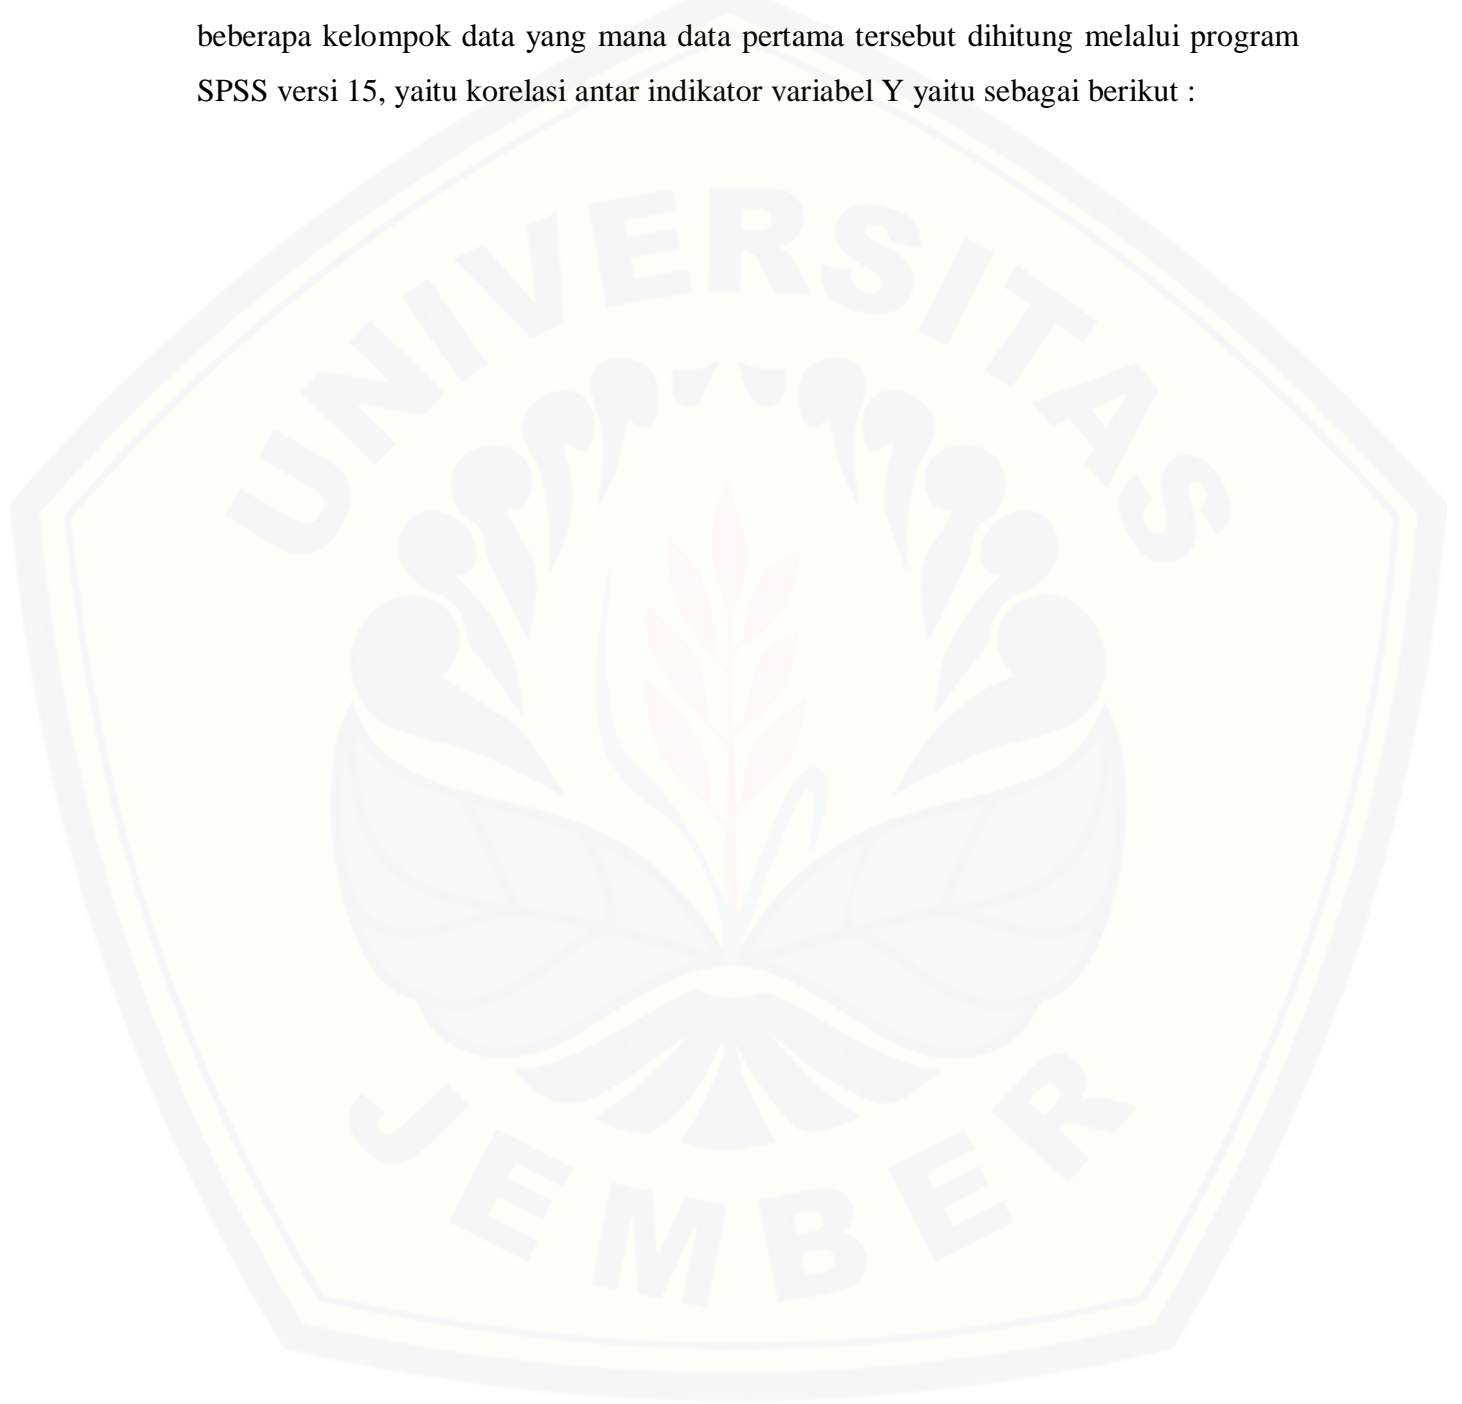 beberapa kelompok data yang mana data pertama tersebut dihitung melalui program
SPSS versi 15, yaitu korelasi antar indikator variabel Y yaitu sebagai berikut :
UNIVERSITAS
JEMBER